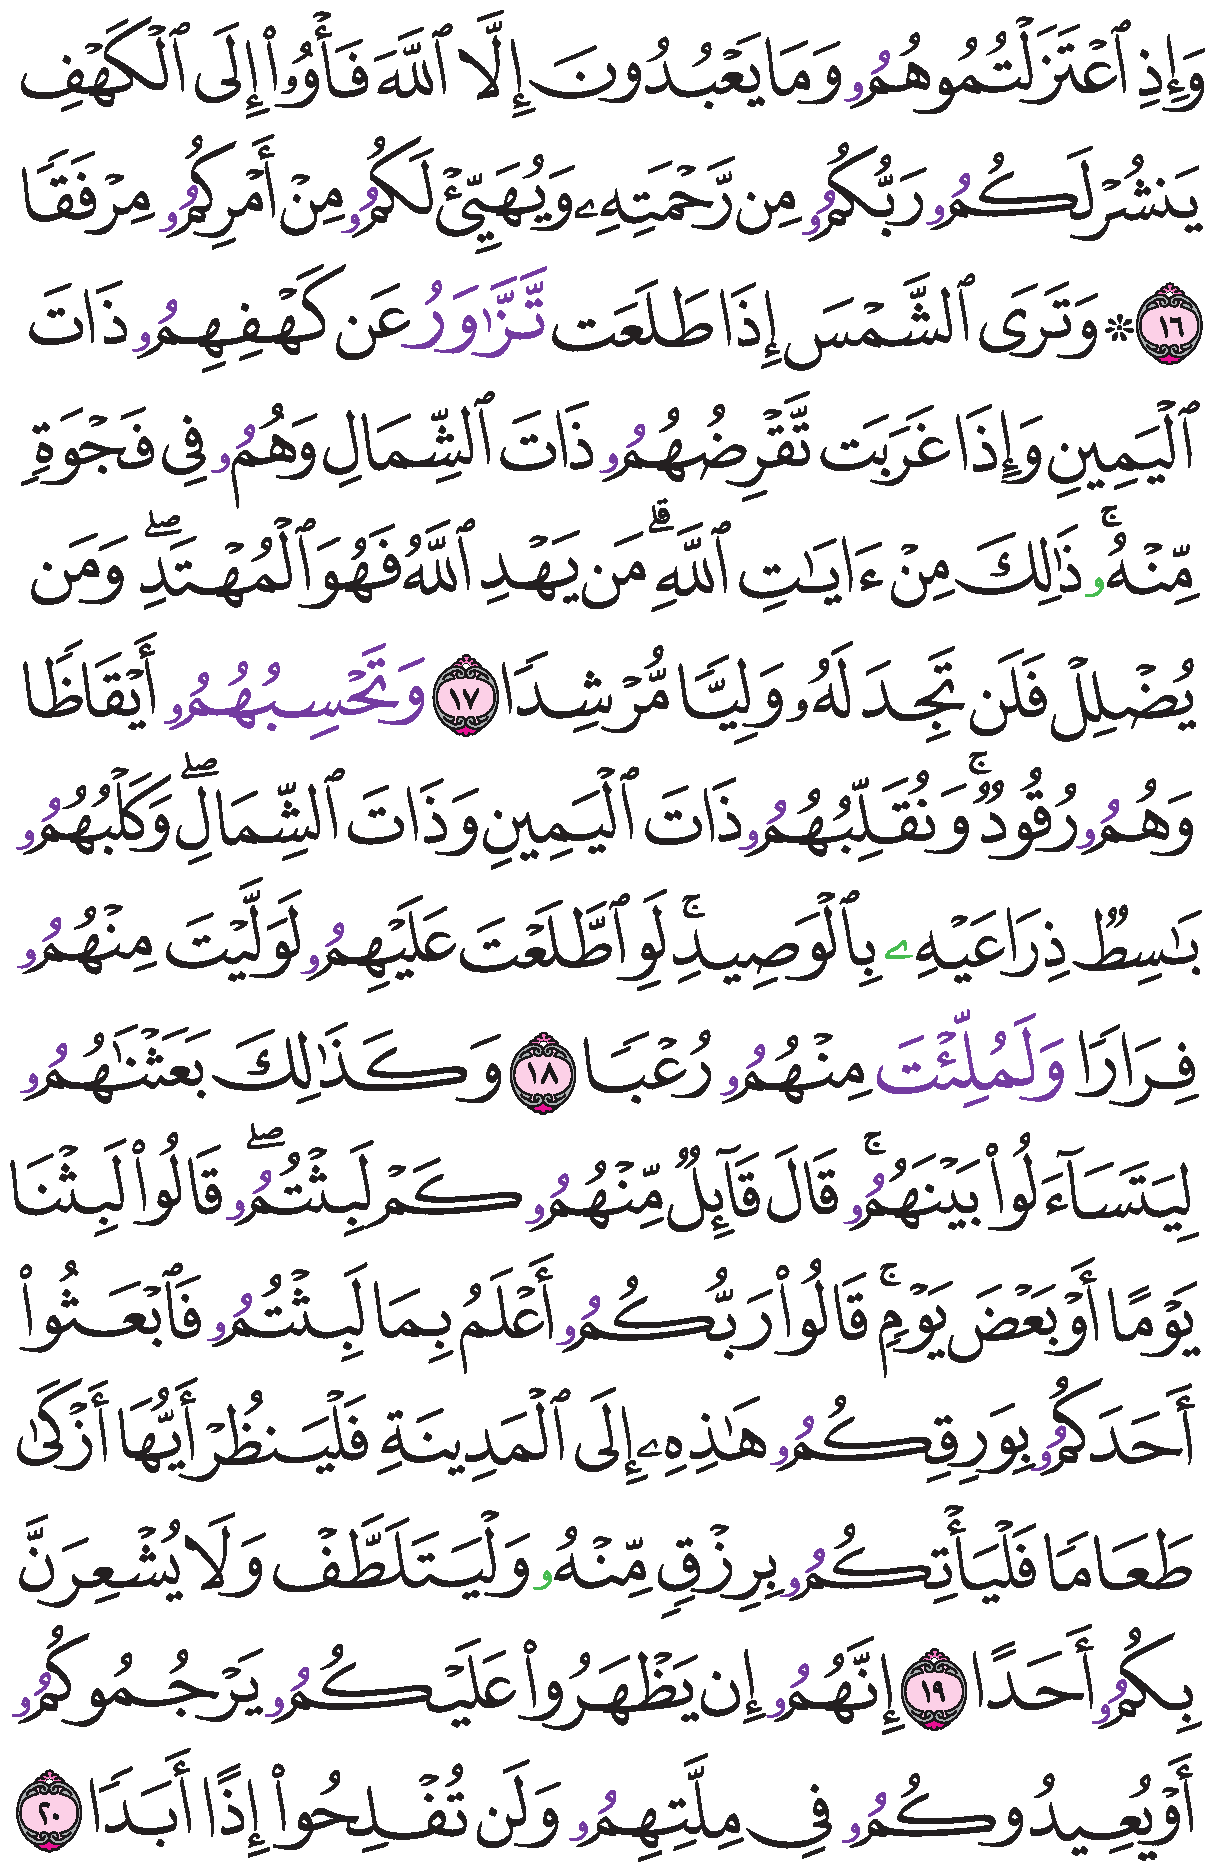 وَإِذِ ٱعۡتَزَلۡتُمُوهُمُۥ وَمَا يَعۡبُدُونَ إِلَّا ٱللَّهَ فَأۡوُۥٓاْ إِلَى ٱلۡكَهۡفِ
يَنشُرۡ لَكُمُۥ رَبُّكُمُۥ مِن رَّحۡمَتِهِۦ وَيُهَيِّئۡ لَكُمُۥ مِنۡ أَمۡرِكُمُۥ مِرۡفَقٗا
١٦ ۞ وَتَرَى ٱلشَّمۡسَ إِذَا طَلَعَت تَّزَّٰوَرُ عَن كَهۡفِهِمُۥ ذَاتَ
ٱلۡيَمِينِ وَإِذَا غَرَبَت تَّقۡرِضُهُمُۥ ذَاتَ ٱلشِّمَالِ وَهُمُۥ فِي فَجۡوَةٖ
مِّنۡهُۥۚ ذَٰلِكَ مِنۡ ءَايَٰتِ ٱللَّهِۗ مَن يَهۡدِ ٱللَّهُ فَهُوَ ٱلۡمُهۡتَدِۖ وَمَن
يُضۡلِلۡ فَلَن تَجِدَ لَهُۥ وَلِيّٗا مُّرۡشِدٗا ١٧ وَتَحۡسِبُهُمُۥ أَيۡقَاظٗا
وَهُمُۥ رُقُودٞۚ وَنُقَلِّبُهُمُۥ ذَاتَ ٱلۡيَمِينِ وَذَاتَ ٱلشِّمَالِۖ وَكَلۡبُهُمُۥ
بَٰسِطٞ ذِرَاعَيۡهِۦ بِٱلۡوَصِيدِۚ لَوِ ٱطَّلَعۡتَ عَلَيۡهِمُۥ لَوَلَّيۡتَ مِنۡهُمُۥ
فِرَارٗا وَلَمُلِّئۡتَ مِنۡهُمُۥ رُعۡبٗا ١٨ وَكَذَٰلِكَ بَعَثۡنَٰهُمُۥ
لِيَتَسَآءَلُواْ بَيۡنَهُمُۥۚ قَالَ قَآئِلٞ مِّنۡهُمُۥ كَمۡ لَبِثۡتُمُۥۖ قَالُواْ لَبِثۡنَا
يَوۡمًا أَوۡ بَعۡضَ يَوۡمٖۚ قَالُواْ رَبُّكُمُۥ أَعۡلَمُ بِمَا لَبِثۡتُمُۥ فَٱبۡعَثُواْ
أَحَدَكُمُۥ بِوَرِقِكُمُۥ هَٰذِهِۦ إِلَى ٱلۡمَدِينَةِ فَلۡيَنظُرۡ أَيُّهَا أَزۡكَىٰ
طَعَامٗا فَلۡيَأۡتِكُمُۥ بِرِزۡقٖ مِّنۡهُۥ وَلۡيَتَلَطَّفۡ وَلَا يُشۡعِرَنَّ
بِكُمُۥ أَحَدًا ١٩ إِنَّهُمُۥ إِن يَظۡهَرُواْ عَلَيۡكُمُۥ يَرۡجُمُوكُمُۥ
أَوۡ يُعِيدُوكُمُۥ فِي مِلَّتِهِمُۥ وَلَن تُفۡلِحُواْ إِذًا أَبَدٗا ٢٠